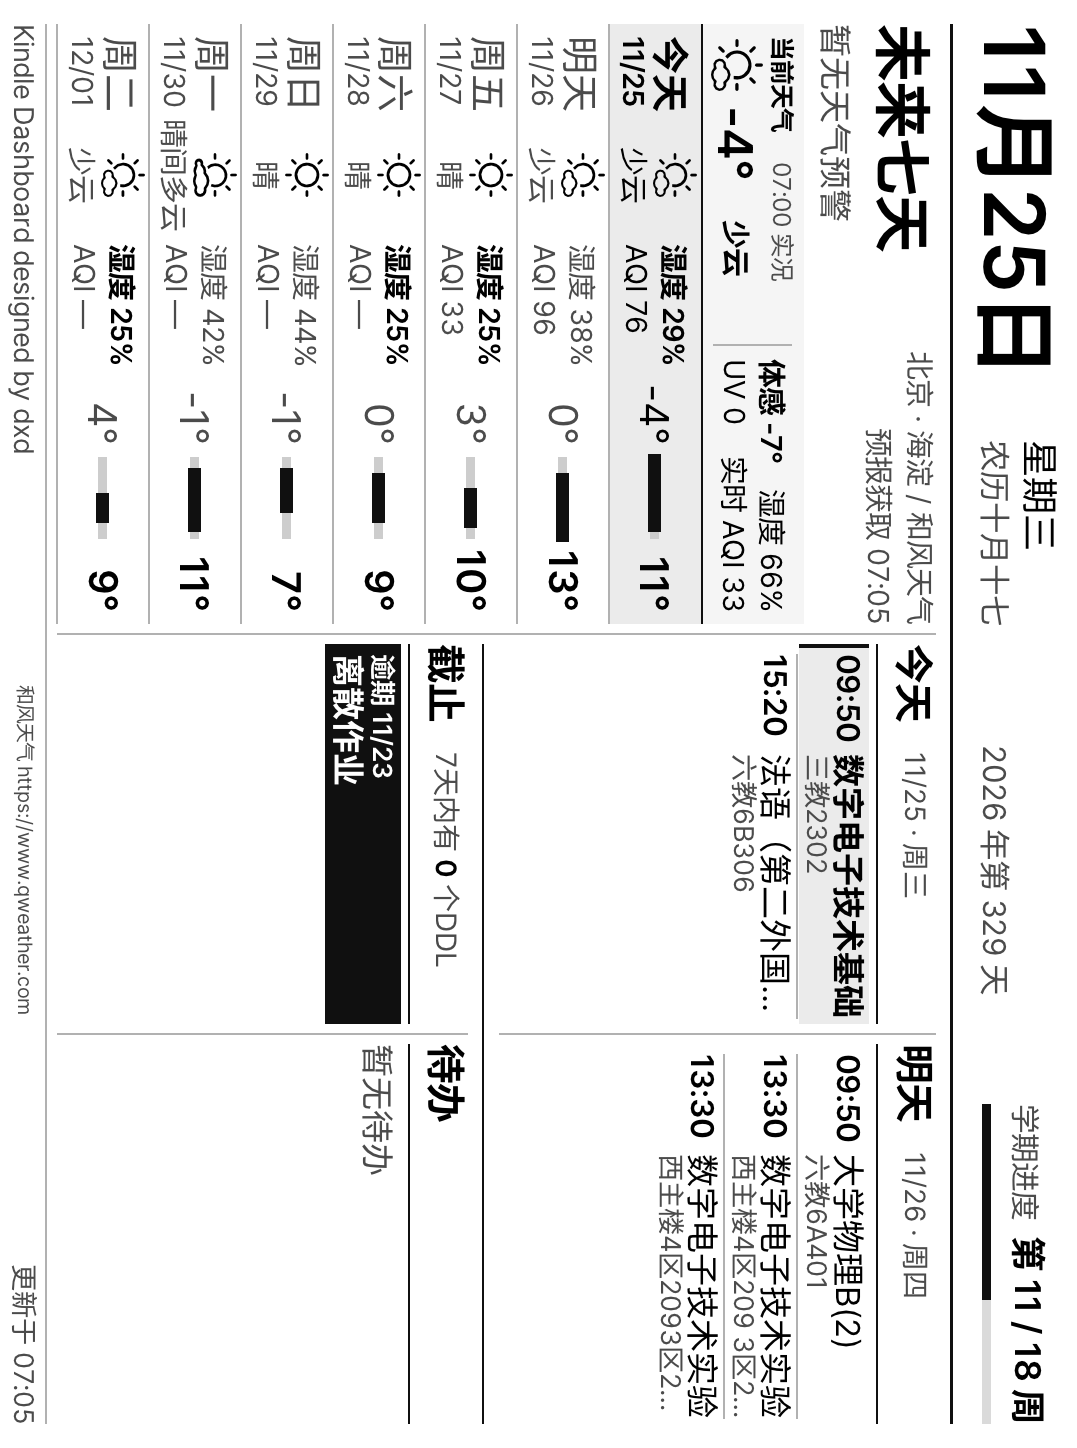 11月25日
星期三
农历十月十七
2026 年第 329 天
学期进度 第 11 / 18 周
未来七天
北京 · 海淀 / 和风天气
预报获取 07:05
暂无天气预警
当前天气 07:00 实况
-4° 少云
体感 -7° 湿度 66%
UV 0 实时 AQI 33
今天 湿度 29% -4° 11°
11/25 少云 AQI 76
明天 湿度 38% 0° 13°
11/26 少云 AQI 96
周五 湿度 25% 3° 10°
11/27 晴 AQI 33
周六 湿度 25% 0° 9°
11/28 晴 AQI —
周日 湿度 44% -1° 7°
11/29 晴 AQI —
周一 湿度 42% -1° 11°
11/30 晴间多云 AQI —
周二 湿度 25% 4° 9°
12/01 少云 AQI —
今天 11/25 · 周三
09:50 数字电子技术基础
三教2302
15:20 法语（第二外国...
六教6B306
明天 11/26 · 周四
09:50 大学物理B(2)
六教6A401
13:30 数字电子技术实验
西主楼4区209 3区2...
13:30 数字电子技术实验
西主楼4区2093区2...
截止 7天内有 0 个DDL
逾期 11/23
离散作业
待办
暂无待办
Kindle Dashboard designed by dxd
和风天气 https://www.qweather.com
更新于 07:05